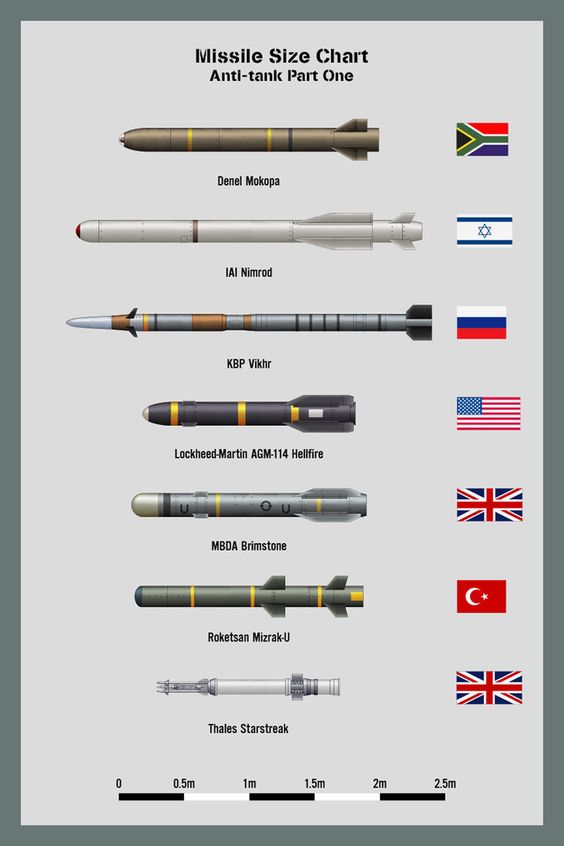 Missile Size Chart
Anti-tank Part One
Denel Mokopa
IAI Nimrod
KBP Vikhr
Lockheed-Martin AGM-114 Hellfire
MBDA Brimstone
Roketsan Mizrak-U
Thales Starstreak
0 0.5m 1m 1.5m 2m 2.5m